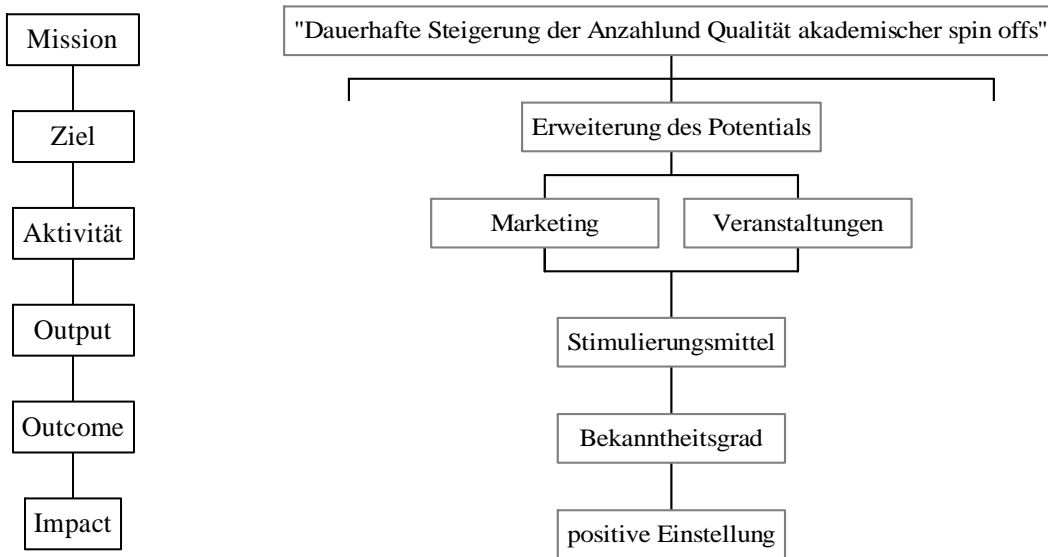 Mission
"Dauerhafte Steigerung der Anzahlund Qualität akademischer spin offs"
Ziel
Erweiterung des Potentials
Aktivität
Marketing
Veranstaltungen
Output
Stimulierungsmittel
Outcome
Bekanntheitsgrad
Impact
positive Einstellung